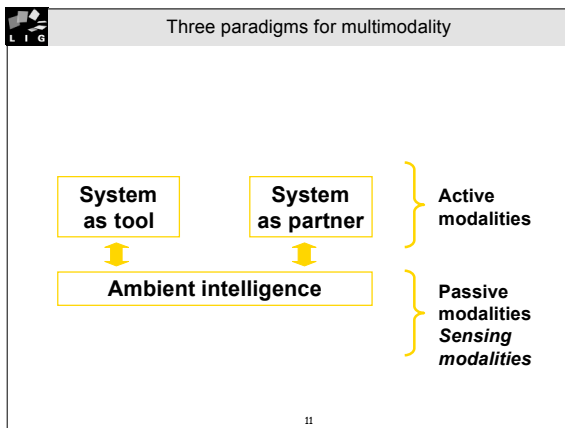 L I G
Three paradigms for multimodality
System
as tool
System
as partner
Active
modalities
Ambient intelligence
Passive
modalities
Sensing
modalities
11